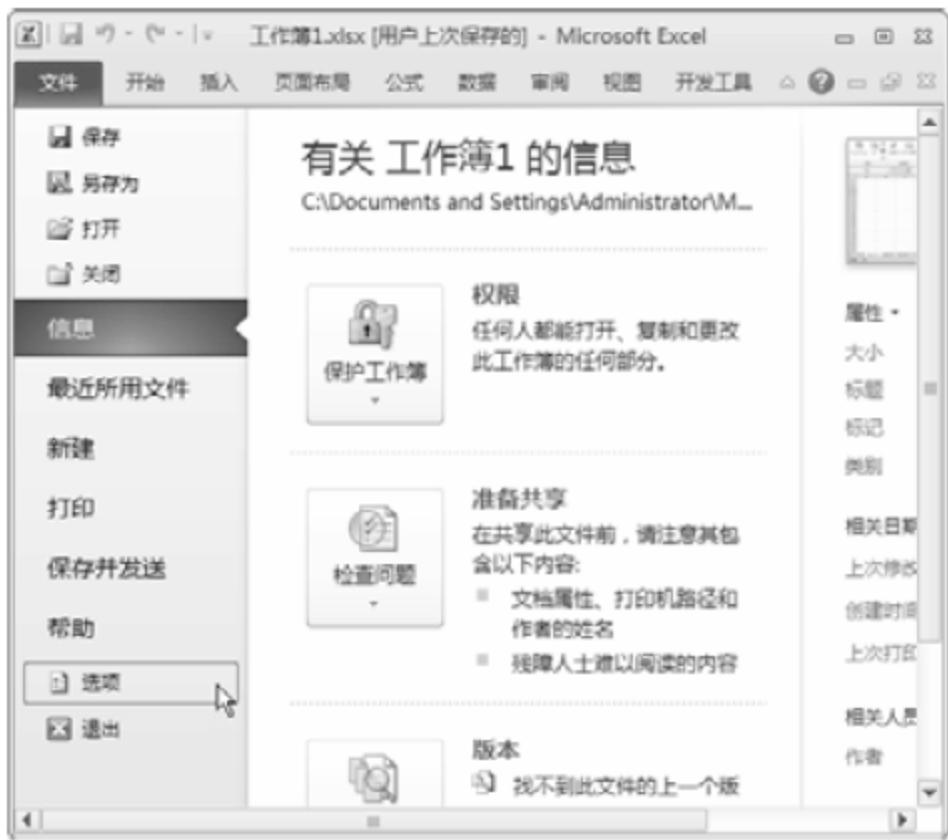 工作簿1.xlsx [用户上次保存的] - Microsoft Excel
文件 开始 插入 页面布局 公式 数据 审阅 视图 开发工具
保存
另存为
打开
关闭
信息
最近所用文件
新建
打印
保存并发送
帮助
选项
退出
有关 工作簿1 的信息
C:\Documents and Settings\Administrator\M...
保护工作簿
权限
任何人都能打开、复制和更改
此工作簿的任何部分。
检查问题
准备共享
在共享此文件前，请注意其包
含以下内容:
文档属性、打印机路径和
作者的姓名
残障人士难以阅读的内容
版本
找不到此文件的上一个版
属性
大小
标题
标记
类别
相关日期
上次修改
创建时间
上次打印
相关人员
作者